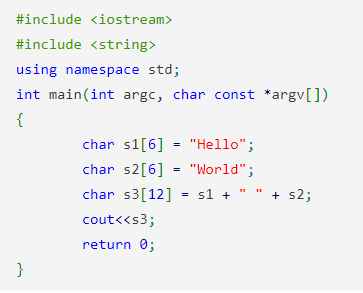 #include <iostream>
#include <string>
using namespace std;
int main(int argc, char const *argv[])
{
        char s1[6] = "Hello";
        char s2[6] = "World";
        char s3[12] = s1 + " " + s2;
        cout<<s3;
        return 0;
}